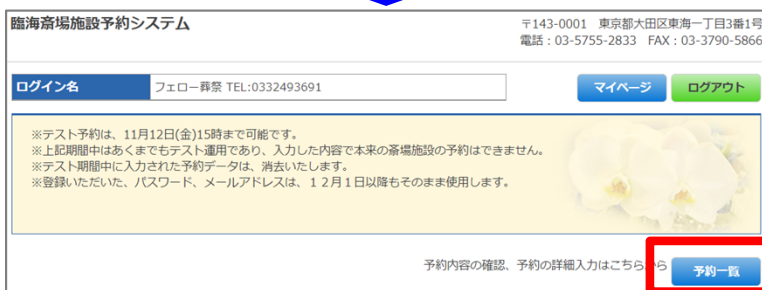 臨海斎場施設予約システム
〒143-0001 東京都大田区東海一丁目3番1号
電話：03-5755-2833 FAX：03-3790-5866
ログイン名 フェロー葬祭 TEL:0332493691 マイページ ログアウト
※テスト予約は、11月12日(金)15時まで可能です。
※上記期間中はあくまでもテスト運用であり、入力した内容で本来の斎場施設の予約はできません。
※テスト期間中に入力された予約データは、消去いたします。
※登録いただいた、パスワード、メールアドレスは、１２月１日以降もそのまま使用します。
予約内容の確認、予約の詳細入力はこちらから 予約一覧